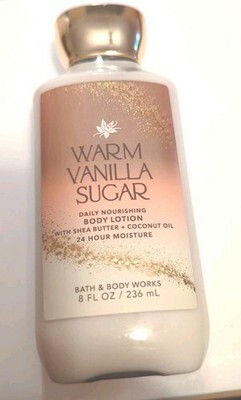 WARM
VANILLA
SUGAR
DAILY NOURISHING
BODY LOTION
WITH SHEA BUTTER + COCONUT OIL
24 HOUR MOISTURE
BATH & BODY WORKS
8 FL OZ / 236 mL